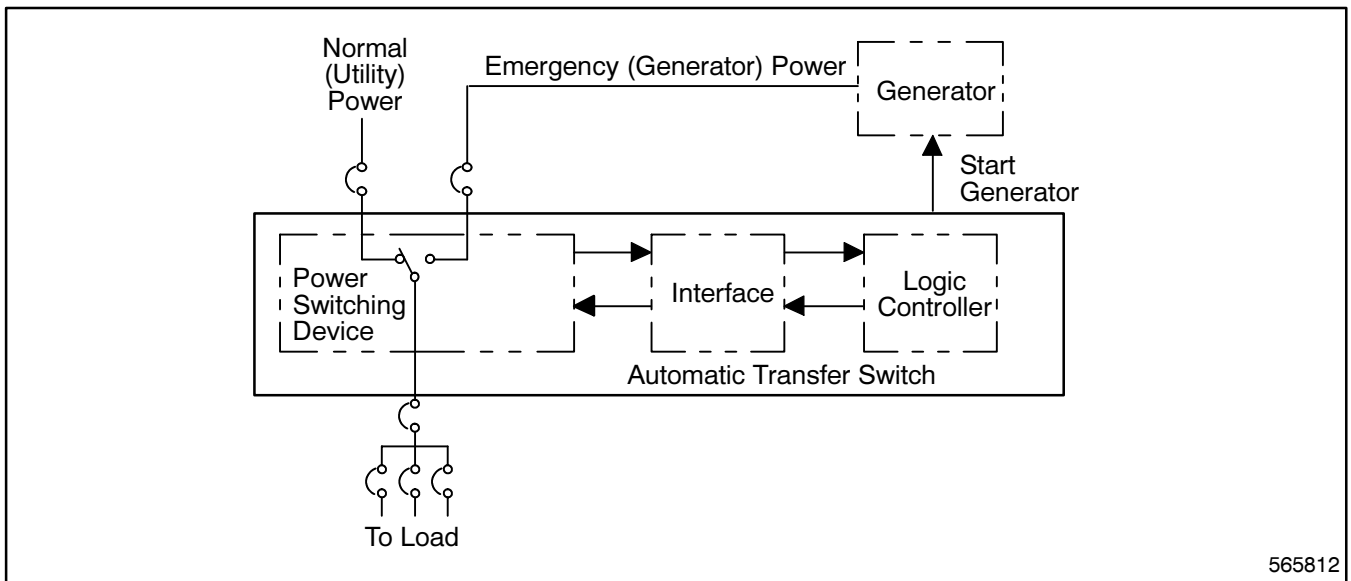 Normal
(Utility)
Power
Emergency (Generator) Power
Generator
Start
Generator
Power
Switching
Device
Interface
Logic
Controller
Automatic Transfer Switch
To Load
565812